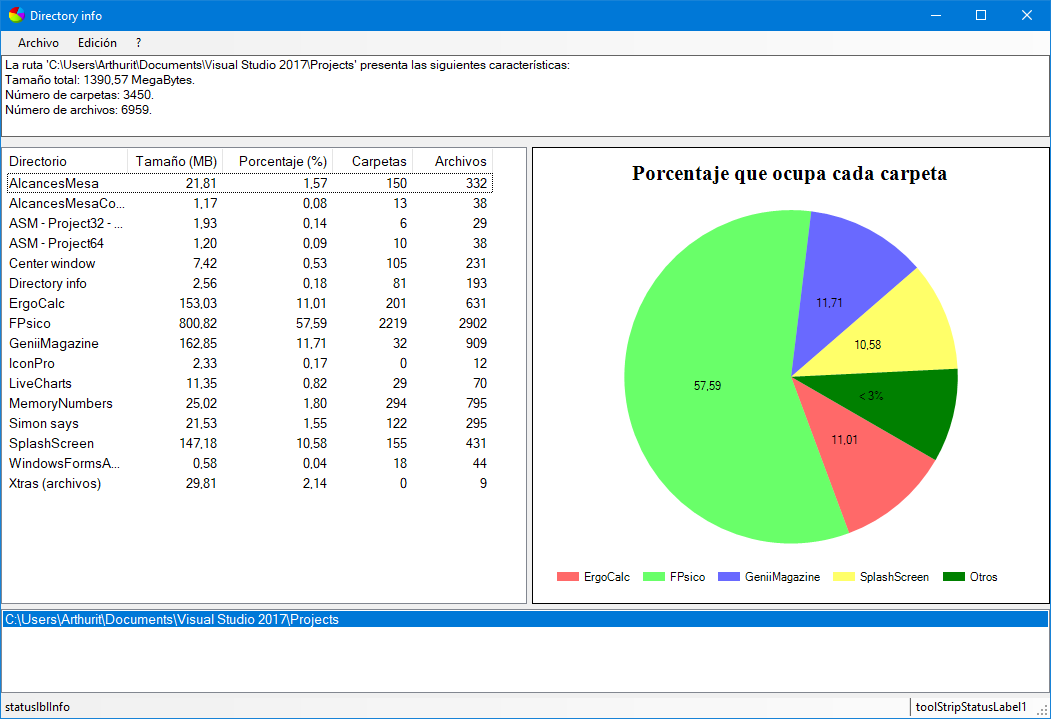 Directory info
Archivo Edición ?
La ruta 'C:\Users\Arthurit\Documents\Visual Studio 2017\Projects' presenta las siguientes características:
Tamaño total: 1390,57 MegaBytes.
Número de carpetas: 3450.
Número de archivos: 6959.
Directorio Tamaño (MB) Porcentaje (%) Carpetas Archivos
AlcancesMesa 21,81 1,57 150 332
AlcancesMesaCo... 1,17 0,08 13 38
ASM - Project32 - ... 1,93 0,14 6 29
ASM - Project64 1,20 0,09 10 38
Center window 7,42 0,53 105 231
Directory info 2,56 0,18 81 193
ErgoCalc 153,03 11,01 201 631
FPsico 800,82 57,59 2219 2902
GeniiMagazine 162,85 11,71 32 909
IconPro 2,33 0,17 0 12
LiveCharts 11,35 0,82 29 70
MemoryNumbers 25,02 1,80 294 795
Simon says 21,53 1,55 122 295
SplashScreen 147,18 10,58 155 431
WindowsFormsA... 0,58 0,04 18 44
Xtras (archivos) 29,81 2,14 0 9
Porcentaje que ocupa cada carpeta
11,71
10,58
57,59
< 3%
11,01
ErgoCalc FPsico GeniiMagazine SplashScreen Otros
C:\Users\Arthurit\Documents\Visual Studio 2017\Projects
statuslblInfo toolStripStatusLabel1